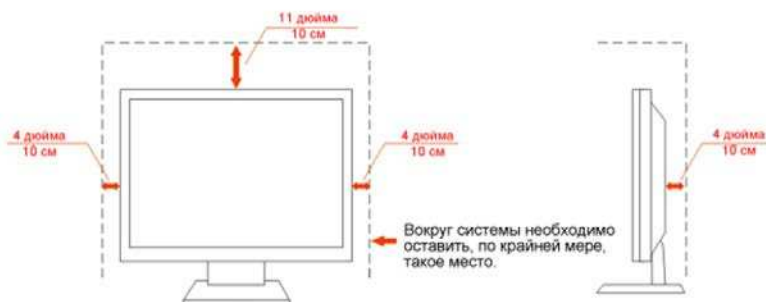 11 дюйма
10 см
4 дюйма
10 см
4 дюйма
10 см
4 дюйма
10 см
Вокруг системы необходимо
оставить, по крайней мере,
такое место.